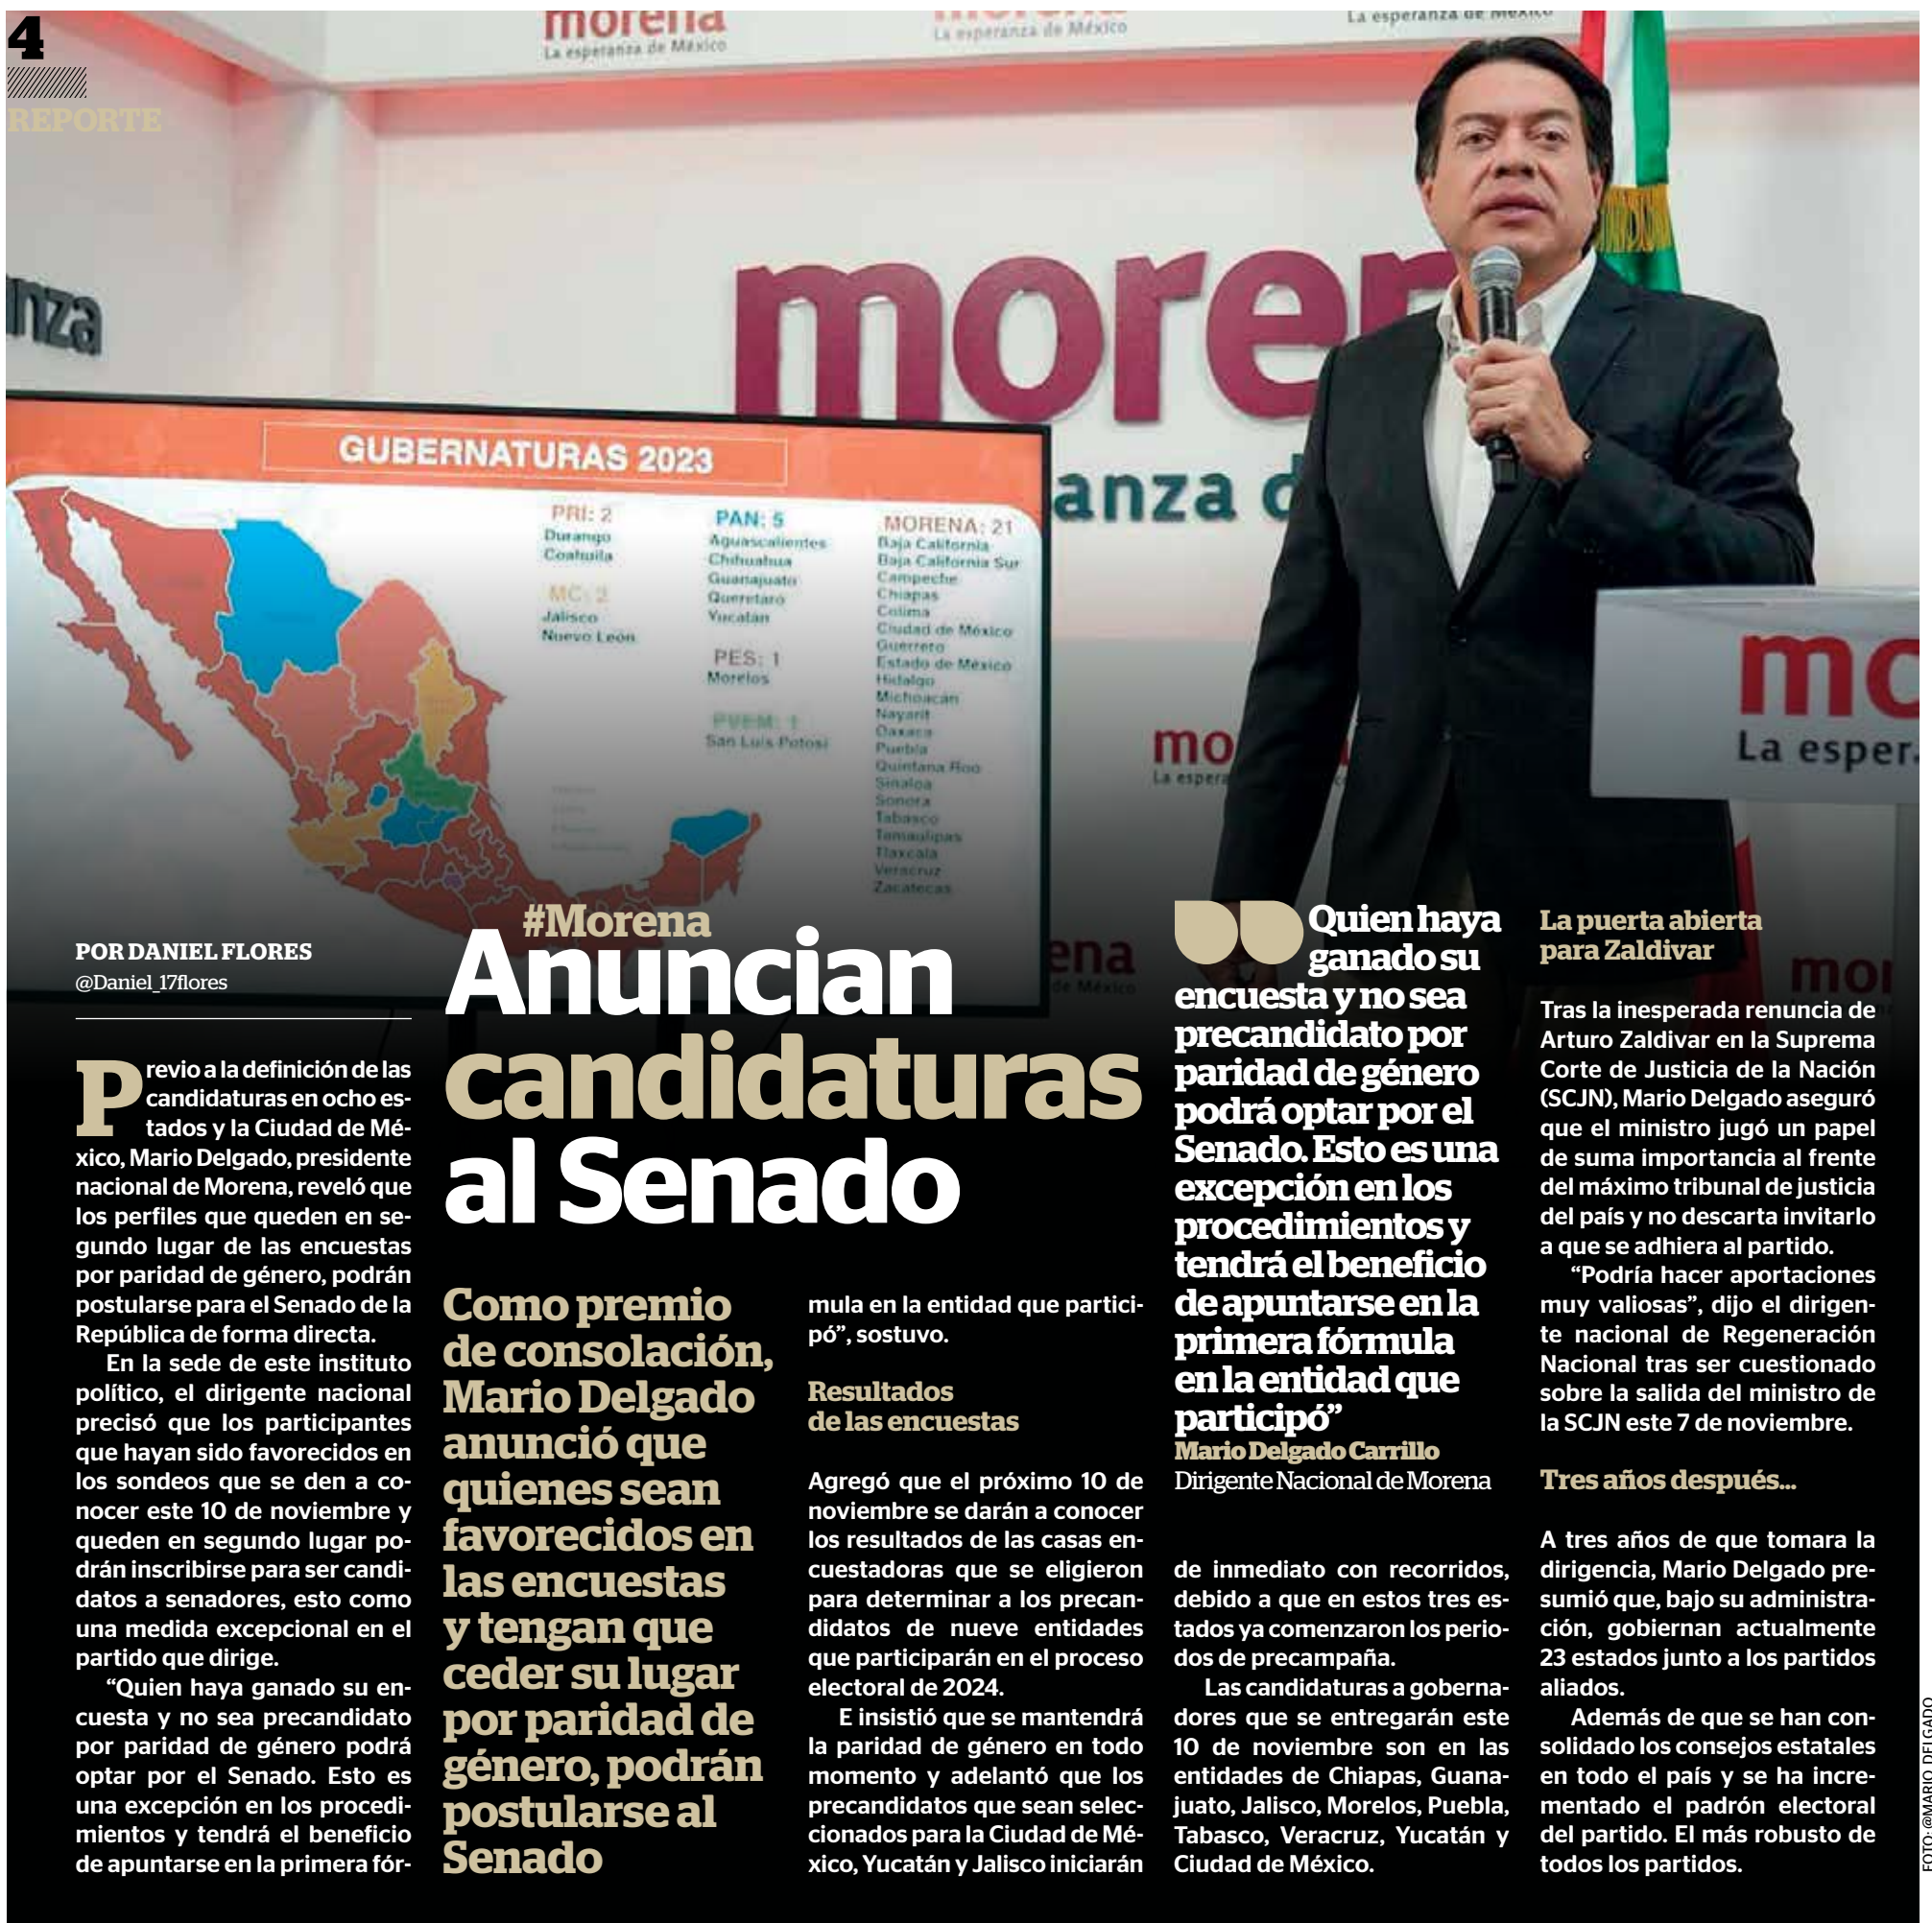 4
REPORTE
morena
La esperanza de México
La esperanza de México
La esperanza de México
anza
moren
anza d
GUBERNATURAS 2023
PRI: 2
Durango
Coahuila
MC: 2
Jalisco
Nuevo León
PAN: 5
Aguascalientes
Chihuahua
Guanajuato
Querétaro
Yucatán
PES: 1
Morelos
PVEM: 1
San Luis Potosí
MORENA: 21
Baja California
Baja California Sur
Campeche
Chiapas
Colima
Ciudad de México
Guerrero
Estado de México
Hidalgo
Michoacán
Nayarit
Oaxaca
Puebla
Quintana Roo
Sinaloa
Sonora
Tabasco
Tamaulipas
Tlaxcala
Veracruz
Zacatecas
mo
La esper
ena
de México
mor
POR DANIEL FLORES
@Daniel_17flores
#Morena
Anuncian
candidaturas
al Senado
Como premio
de consolación,
Mario Delgado
anunció que
quienes sean
favorecidos en
las encuestas
y tengan que
ceder su lugar
por paridad de
género, podrán
postularse al
Senado
Previo a la definición de las
candidaturas en ocho es-
tados y la Ciudad de Mé-
xico, Mario Delgado, presidente
nacional de Morena, reveló que
los perfiles que queden en se-
gundo lugar de las encuestas
por paridad de género, podrán
postularse para el Senado de la
República de forma directa.
En la sede de este instituto
político, el dirigente nacional
precisó que los participantes
que hayan sido favorecidos en
los sondeos que se den a co-
nocer este 10 de noviembre y
queden en segundo lugar po-
drán inscribirse para ser candi-
datos a senadores, esto como
una medida excepcional en el
partido que dirige.
“Quien haya ganado su en-
cuesta y no sea precandidato
por paridad de género podrá
optar por el Senado. Esto es
una excepción en los procedi-
mientos y tendrá el beneficio
de apuntarse en la primera fór-
mula en la entidad que partici-
pó”, sostuvo.
Resultados
de las encuestas
Agregó que el próximo 10 de
noviembre se darán a conocer
los resultados de las casas en-
cuestadoras que se eligieron
para determinar a los precan-
didatos de nueve entidades
que participarán en el proceso
electoral de 2024.
E insistió que se mantendrá
la paridad de género en todo
momento y adelantó que los
precandidatos que sean selec-
cionados para la Ciudad de Mé-
xico, Yucatán y Jalisco iniciarán
Quien haya
ganado su
encuesta y no sea
precandidato por
paridad de género
podrá optar por el
Senado. Esto es una
excepción en los
procedimientos y
tendrá el beneficio
de apuntarse en la
primera fórmula
en la entidad que
participó”
Mario Delgado Carrillo
Dirigente Nacional de Morena
de inmediato con recorridos,
debido a que en estos tres es-
tados ya comenzaron los perio-
dos de precampaña.
Las candidaturas a goberna-
dores que se entregarán este
10 de noviembre son en las
entidades de Chiapas, Guana-
juato, Jalisco, Morelos, Puebla,
Tabasco, Veracruz, Yucatán y
Ciudad de México.
La puerta abierta
para Zaldivar
Tras la inesperada renuncia de
Arturo Zaldivar en la Suprema
Corte de Justicia de la Nación
(SCJN), Mario Delgado aseguró
que el ministro jugó un papel
de suma importancia al frente
del máximo tribunal de justicia
del país y no descarta invitarlo
a que se adhiera al partido.
“Podría hacer aportaciones
muy valiosas”, dijo el dirigen-
te nacional de Regeneración
Nacional tras ser cuestionado
sobre la salida del ministro de
la SCJN este 7 de noviembre.
Tres años después...
A tres años de que tomara la
dirigencia, Mario Delgado pre-
sumió que, bajo su administra-
ción, gobiernan actualmente
23 estados junto a los partidos
aliados.
Además de que se han con-
solidado los consejos estatales
en todo el país y se ha incre-
mentado el padrón electoral
del partido. El más robusto de
todos los partidos.
FOTO: @MARIO_DELGADO